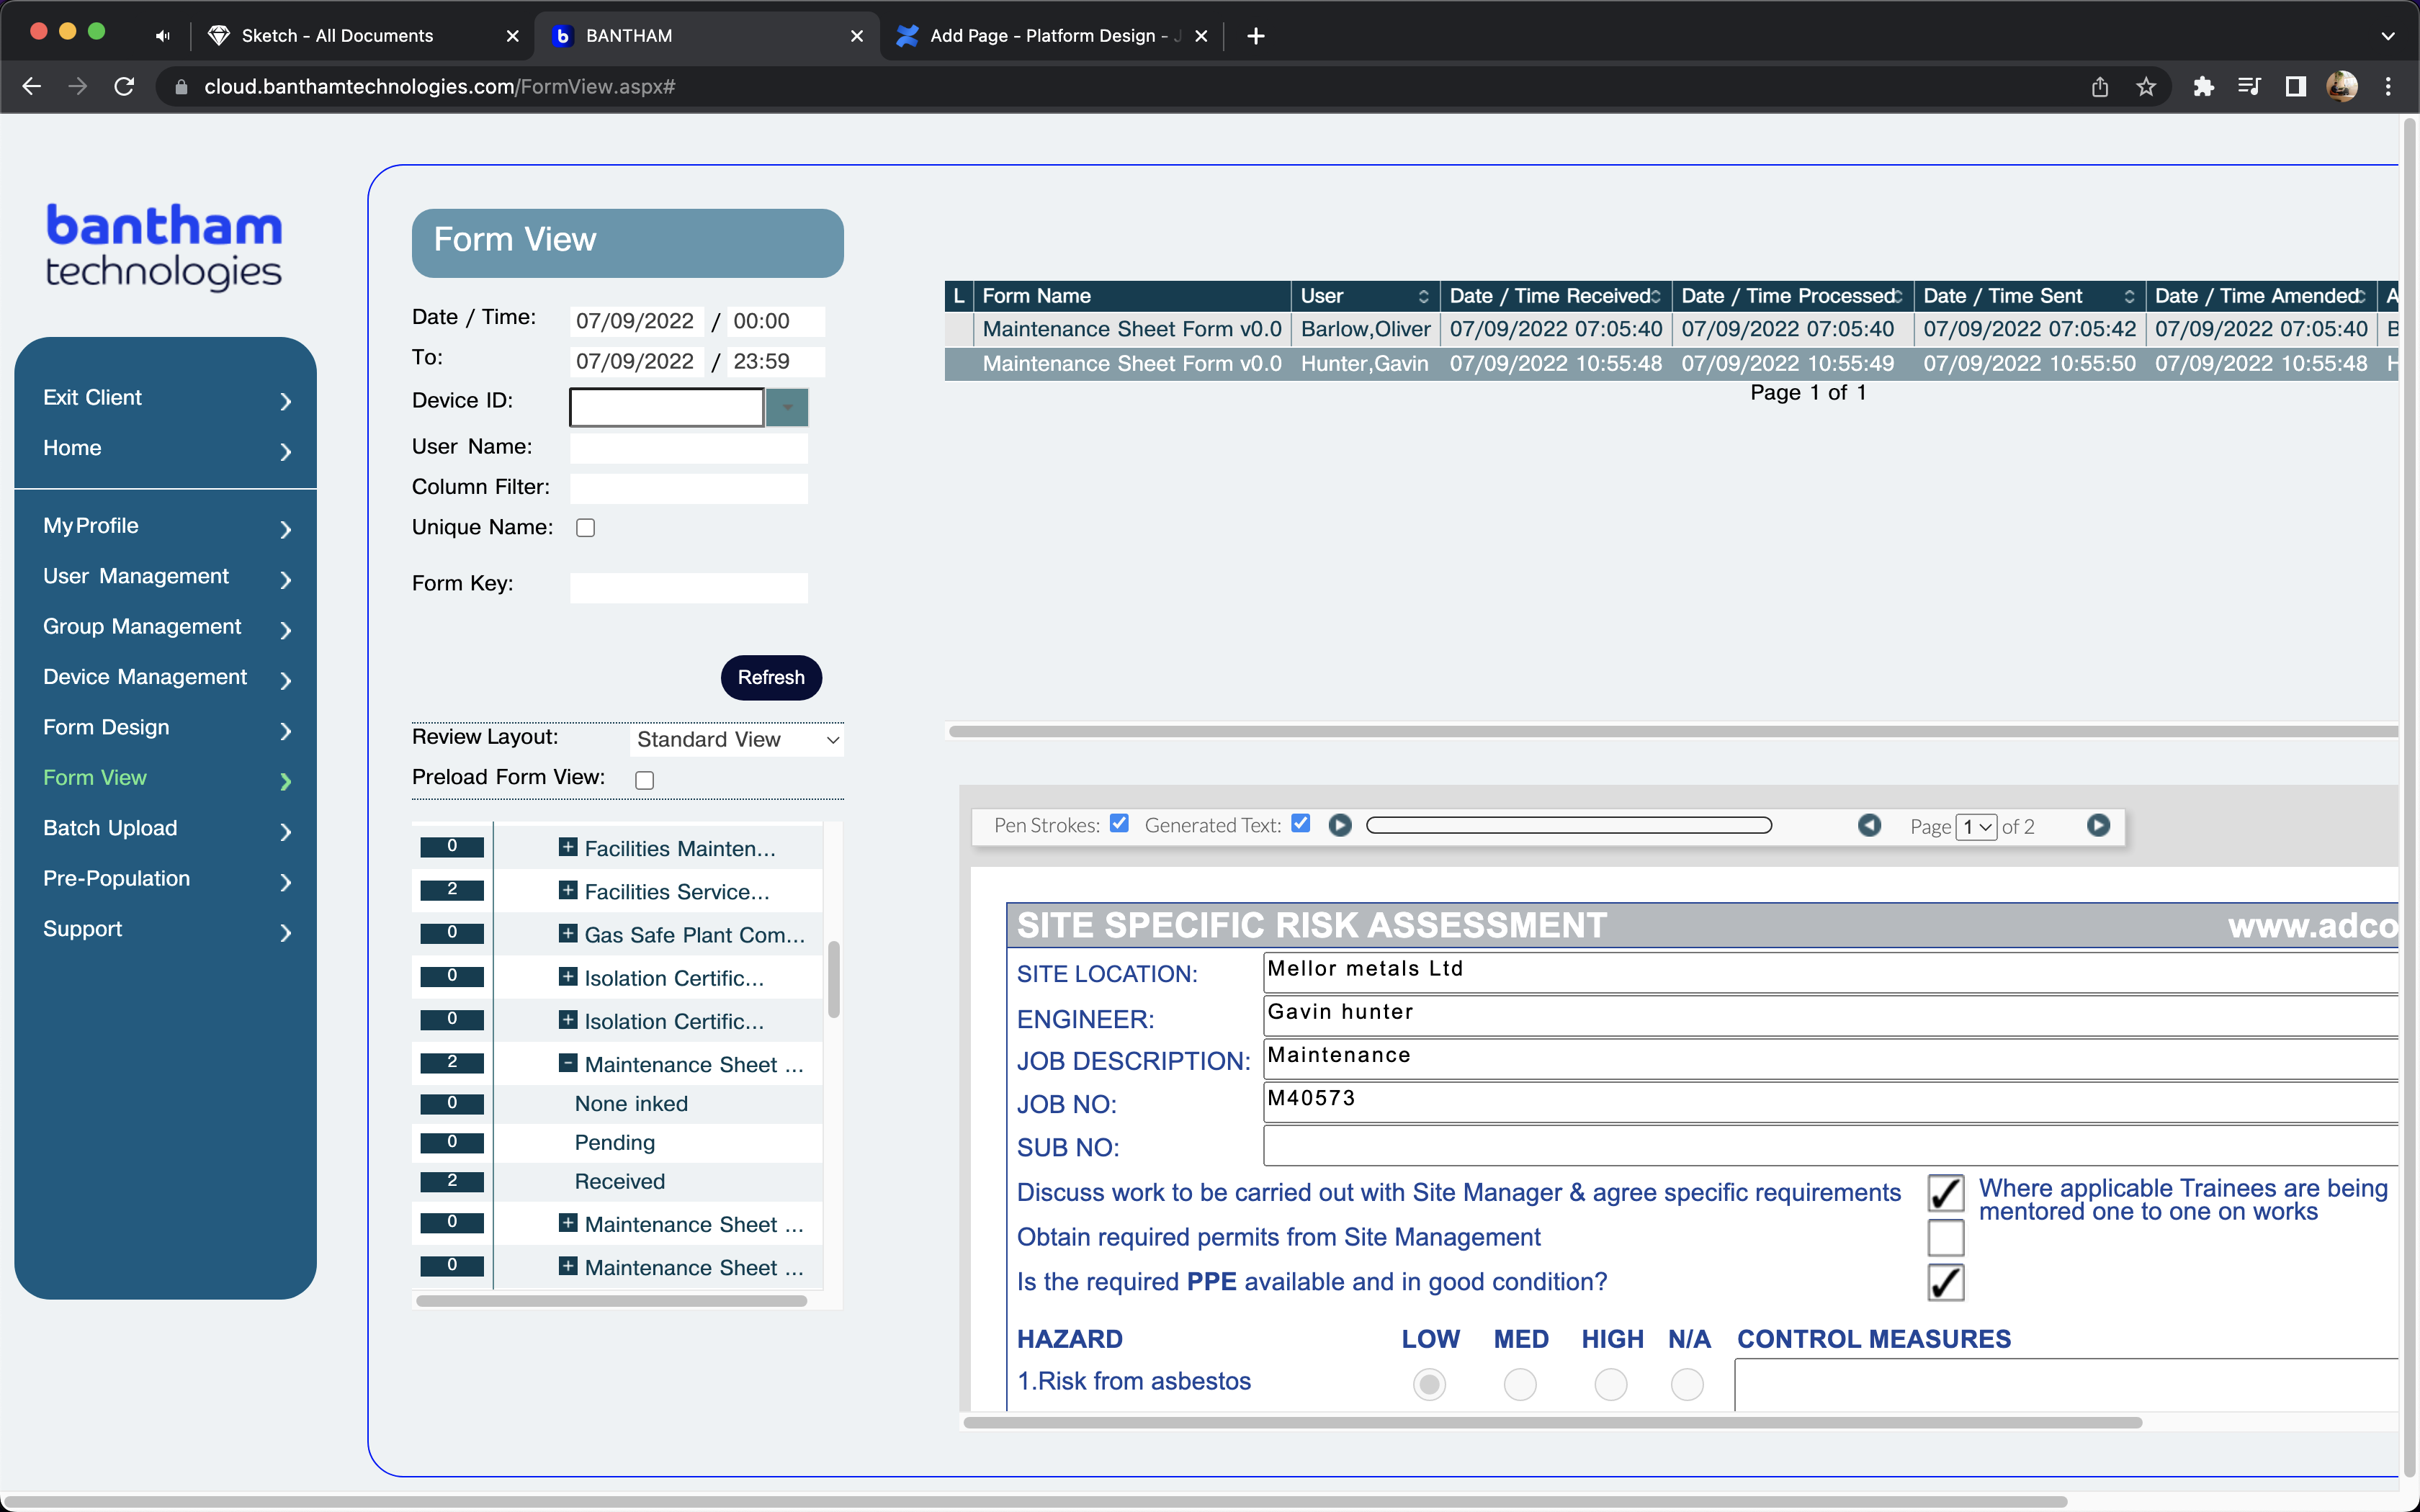 Sketch - All Documents
BANTHAM
Add Page - Platform Design -
cloud.banthamtechnologies.com/FormView.aspx#
bantham
technologies
Exit Client
Home
MyProfile
User Management
Group Management
Device Management
Form Design
Form View
Batch Upload
Pre-Population
Support
Form View
Date / Time: 07/09/2022 / 00:00
To: 07/09/2022 / 23:59
Device ID:
User Name:
Column Filter:
Unique Name:
Form Key:
Refresh
Review Layout: Standard View
Preload Form View:
0 Facilities Mainten...
2 Facilities Service...
0 Gas Safe Plant Com...
0 Isolation Certific...
0 Isolation Certific...
2 Maintenance Sheet ...
0 None inked
0 Pending
2 Received
0 Maintenance Sheet ...
0 Maintenance Sheet ...
L Form Name User Date / Time Received Date / Time Processed Date / Time Sent Date / Time Amended A
Maintenance Sheet Form v0.0 Barlow,Oliver 07/09/2022 07:05:40 07/09/2022 07:05:40 07/09/2022 07:05:42 07/09/2022 07:05:40 B
Maintenance Sheet Form v0.0 Hunter,Gavin 07/09/2022 10:55:48 07/09/2022 10:55:49 07/09/2022 10:55:50 07/09/2022 10:55:48 H
Page 1 of 1
Pen Strokes: Generated Text: Page 1 of 2
SITE SPECIFIC RISK ASSESSMENT www.adco
SITE LOCATION: Mellor metals Ltd
ENGINEER: Gavin hunter
JOB DESCRIPTION: Maintenance
JOB NO: M40573
SUB NO:
Discuss work to be carried out with Site Manager & agree specific requirements
Where applicable Trainees are being
mentored one to one on works
Obtain required permits from Site Management
Is the required PPE available and in good condition?
HAZARD LOW MED HIGH N/A CONTROL MEASURES
1.Risk from asbestos